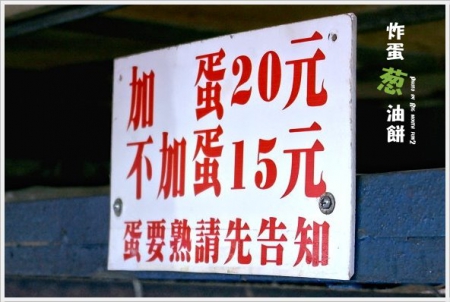 加 蛋20元
不加蛋15元
蛋要熟請先告知
炸蛋
葱
油餅